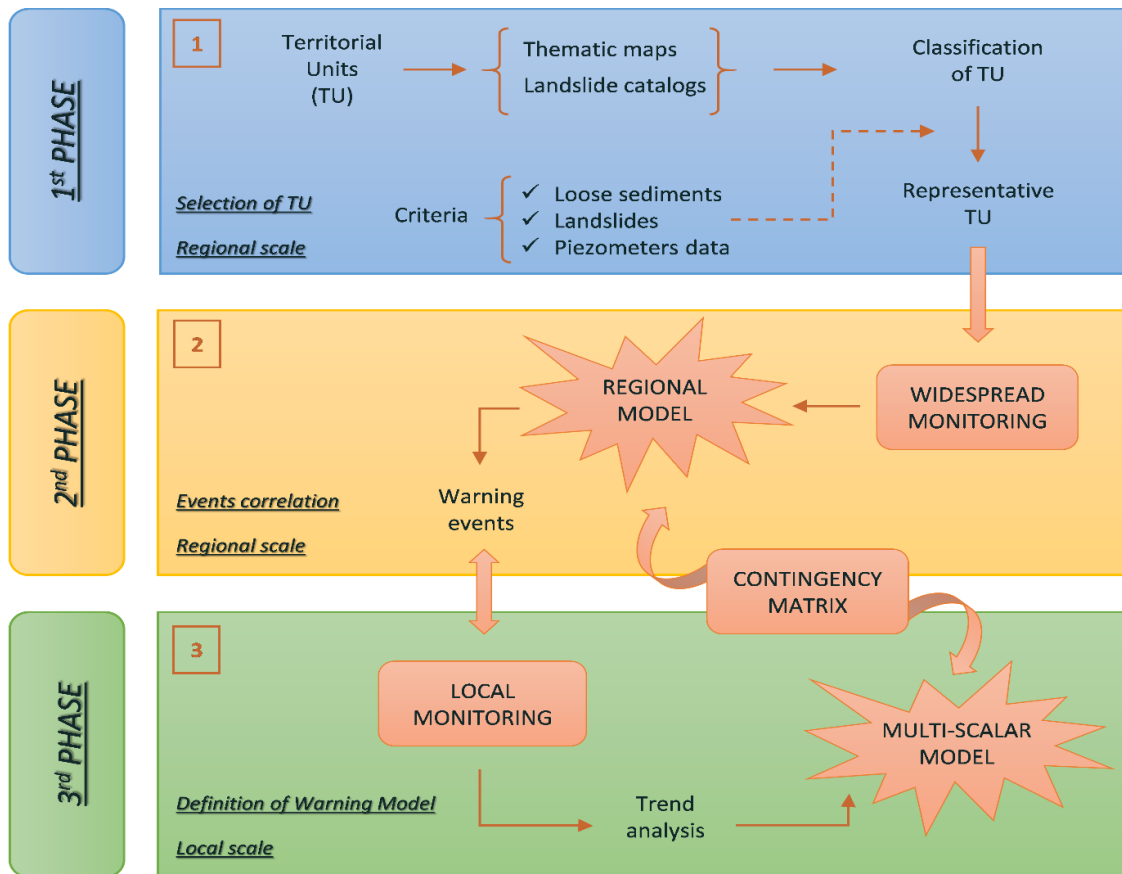 1st PHASE
1
Territorial
Units
(TU)
Thematic maps
Landslide catalogs
Classification
of TU
Criteria
✓ Loose sediments
✓ Landslides
✓ Piezometers data
Representative
TU
Selection of TU
Regional scale
2nd PHASE
2
REGIONAL
MODEL
WIDESPREAD
MONITORING
Warning
events
Events correlation
Regional scale
CONTINGENCY
MATRIX
3rd PHASE
3
LOCAL
MONITORING
MULTI-SCALAR
MODEL
Trend
analysis
Definition of Warning Model
Local scale